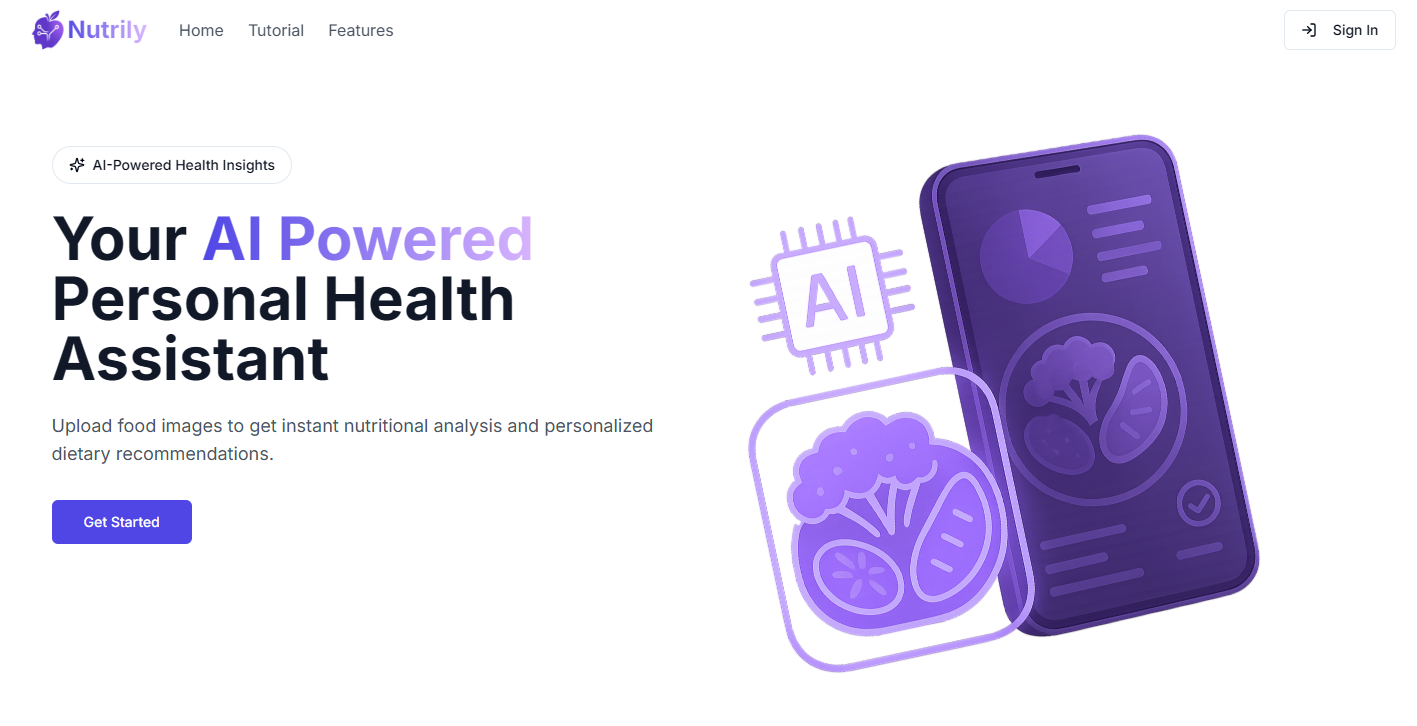 Nutrily
Home
Tutorial
Features
Sign In
AI-Powered Health Insights
Your AI Powered
Personal Health
Assistant
Upload food images to get instant nutritional analysis and personalized
dietary recommendations.
Get Started
AI